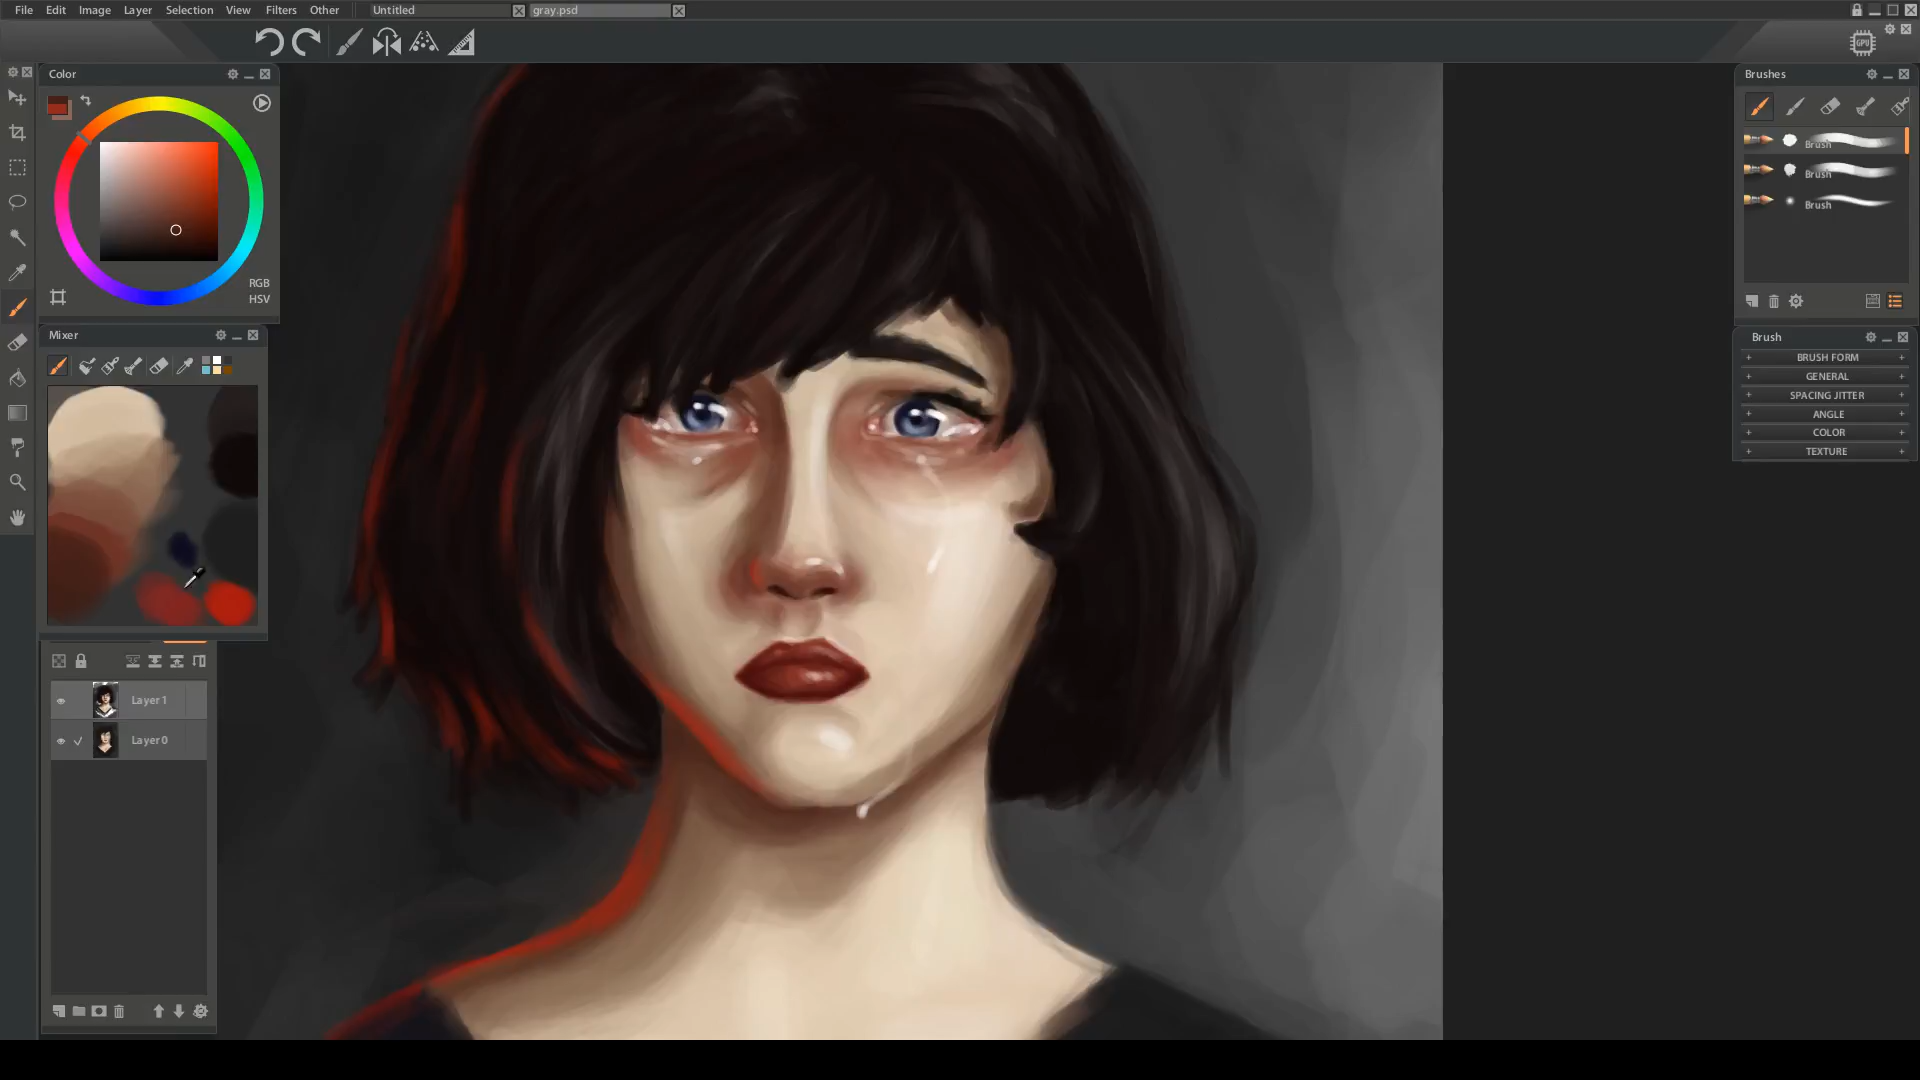 File Edit Image Layer Selection View Filters Other Untitled gray.psd
GPU
Color
RGB
HSV
Mixer
Layer1
Layer0
Brushes
Brush
Brush
Brush
Brush
BRUSH FORM
GENERAL
SPACING JITTER
ANGLE
COLOR
TEXTURE